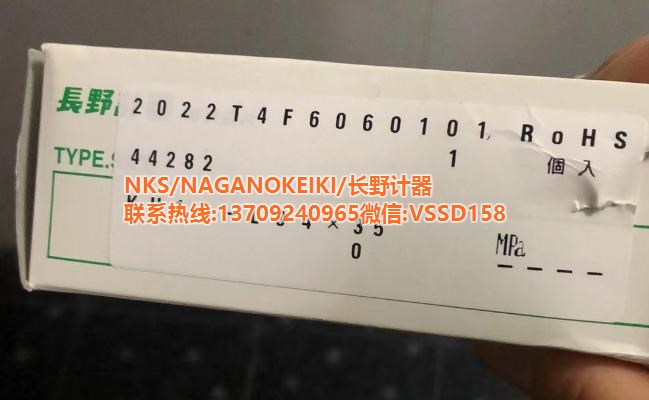 長野
2022T4F6060101, RoHS
TYPE.
44282 1 個入
NKS/NAGANOKEIKI/长野计器
联系热线:13709240965微信:VSSD158
× 35
0 MPa
----